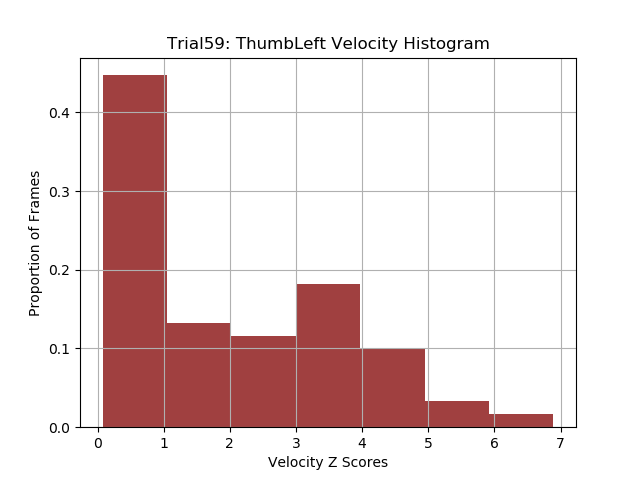 Trial59: ThumbLeft Velocity Histogram
0.4
0.3
0.2
0.1
0.0
Proportion of Frames
0 1 2 3 4 5 6 7
Velocity Z Scores